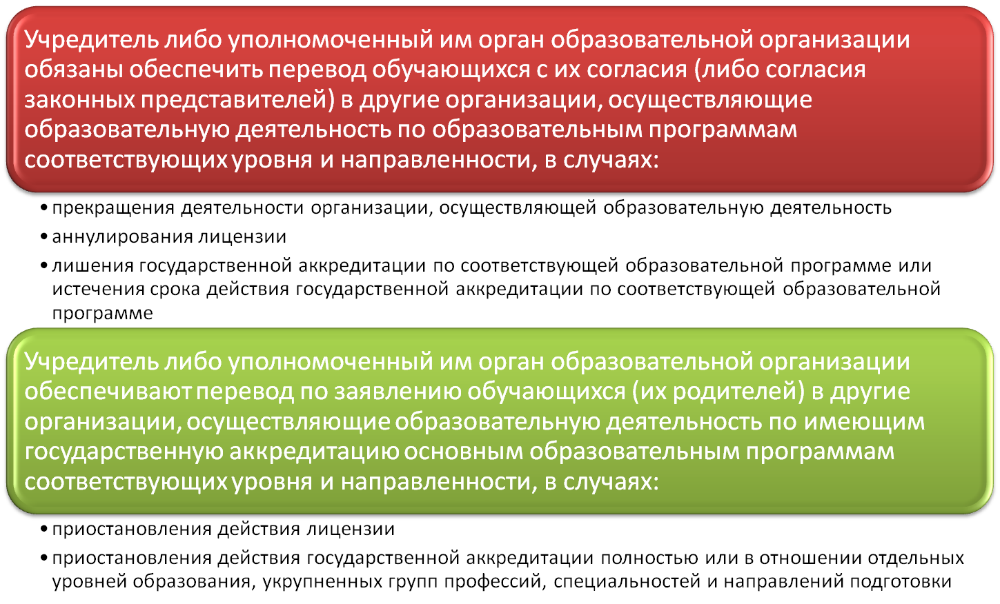 Учредитель либо уполномоченный им орган образовательной организации
обязаны обеспечить перевод обучающихся с их согласия (либо согласия
законных представителей) в другие организации, осуществляющие
образовательную деятельность по образовательным программам
соответствующих уровня и направленности, в случаях:
• прекращения деятельности организации, осуществляющей образовательную деятельность
• аннулирования лицензии
• лишения государственной аккредитации по соответствующей образовательной программе или
истечения срока действия государственной аккредитации по соответствующей образовательной
программе
Учредитель либо уполномоченный им орган образовательной организации
обеспечивают перевод по заявлению обучающихся (их родителей) в другие
организации, осуществляющие образовательную деятельность по имеющим
государственную аккредитацию основным образовательным программам
соответствующих уровня и направленности, в случаях:
• приостановления действия лицензии
• приостановления действия государственной аккредитации полностью или в отношении отдельных
уровней образования, укрупненных групп профессий, специальностей и направлений подготовки